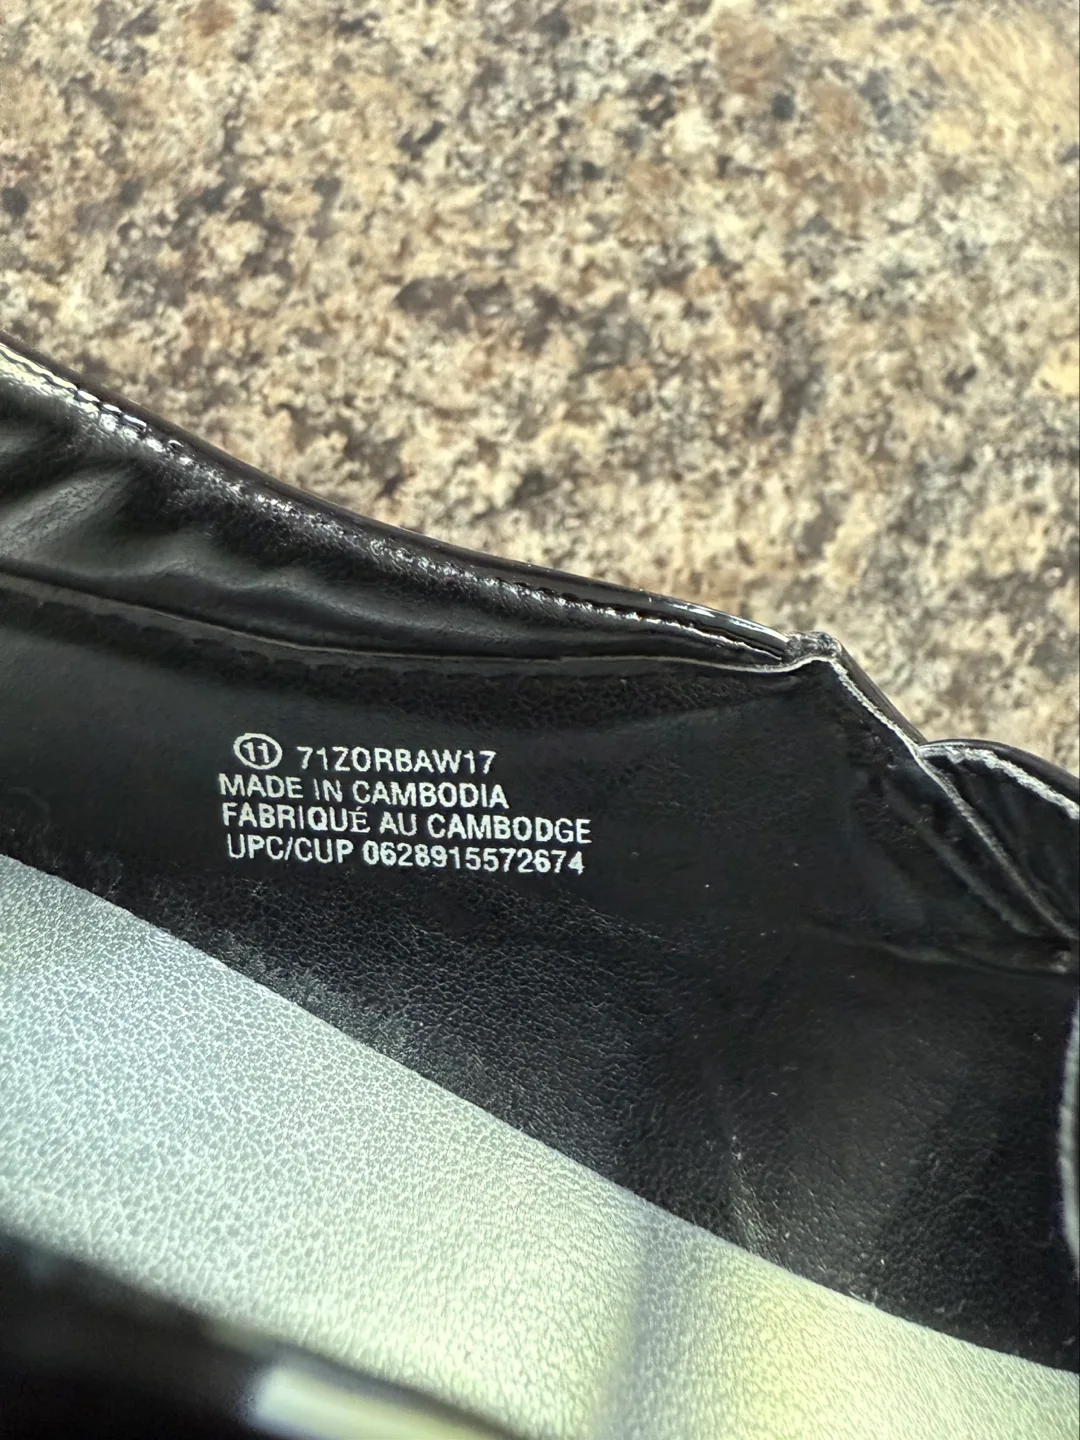 ⑪ 71ZORBAW17
MADE IN CAMBODIA
FABRIQUÉ AU CAMBODGE
UPC/CUP 0628915572674